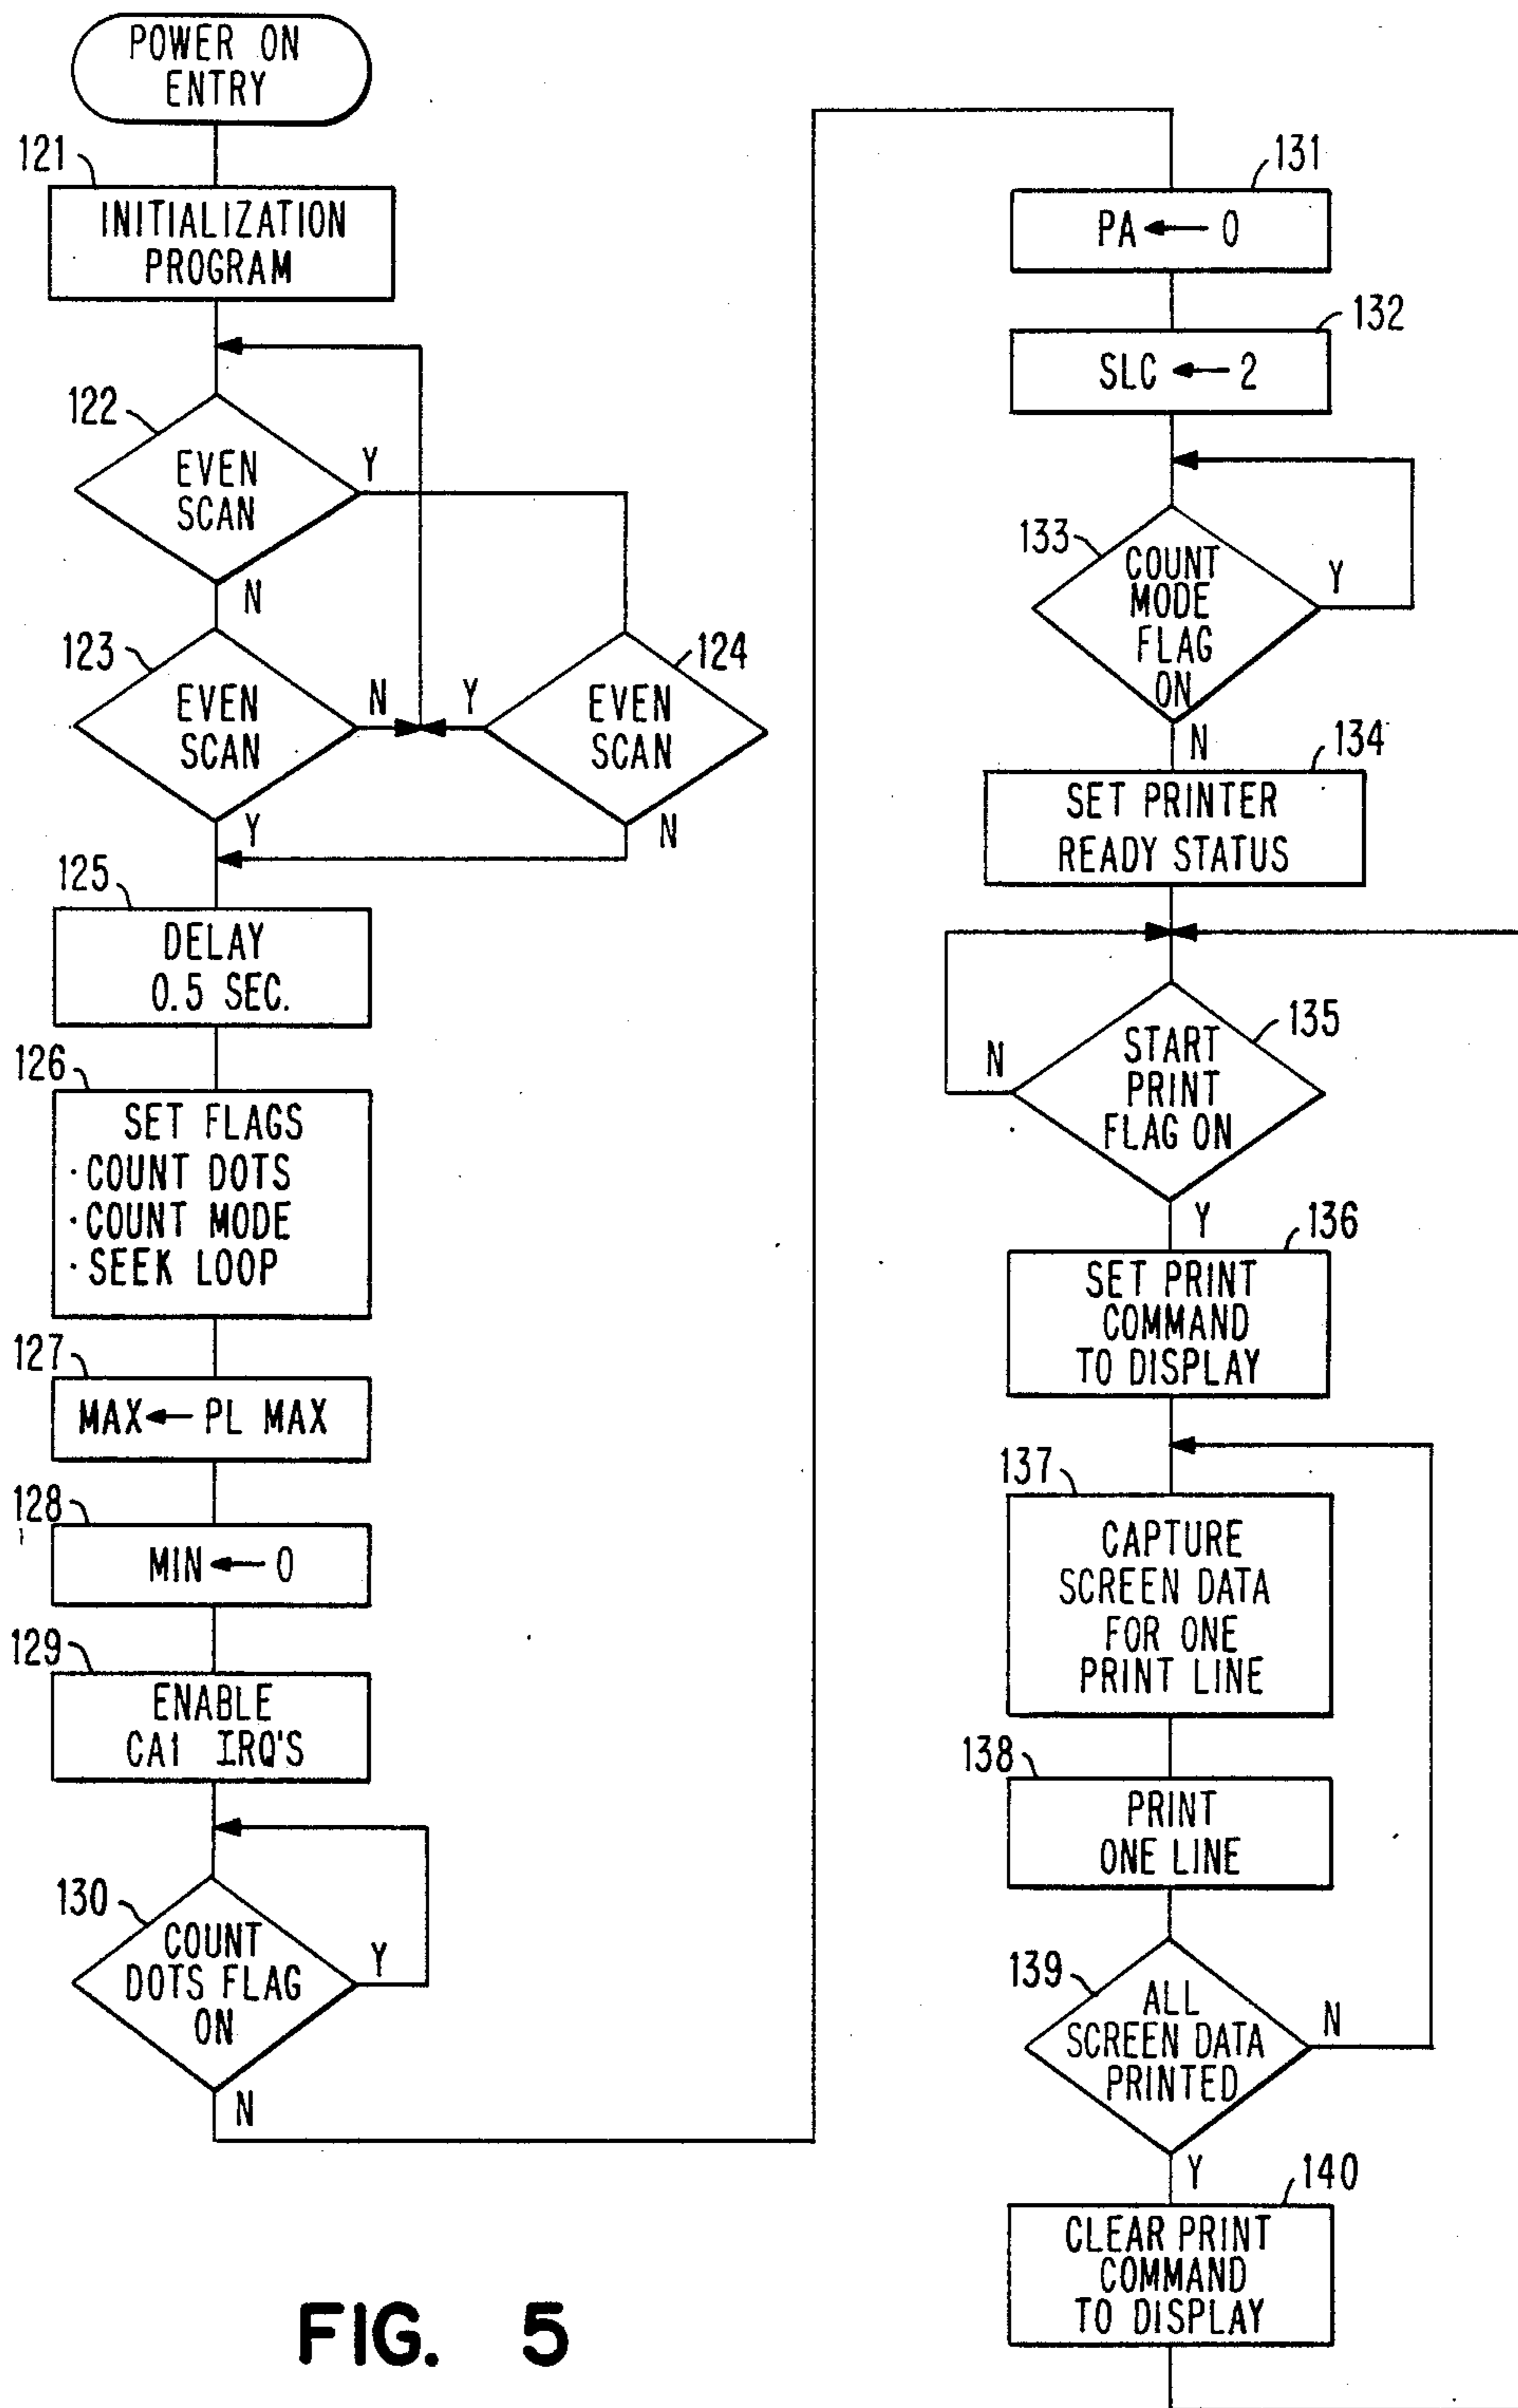 POWER ON
ENTRY
121
INITIALIZATION
PROGRAM
122
EVEN
SCAN
Y
N
123
EVEN
SCAN
N
Y
124
EVEN
SCAN
Y
N
125
DELAY
0.5 SEC.
126
SET FLAGS
·COUNT DOTS
·COUNT MODE
·SEEK LOOP
127
MAX ← PL MAX
128
MIN ← 0
129
ENABLE
CA1 IRQ'S
130
COUNT
DOTS FLAG
ON
Y
N
131
PA ← 0
132
SLC ← 2
133
COUNT
MODE
FLAG
ON
Y
N
134
SET PRINTER
READY STATUS
135
START
PRINT
FLAG ON
N
Y
136
SET PRINT
COMMAND
TO DISPLAY
137
CAPTURE
SCREEN DATA
FOR ONE
PRINT LINE
138
PRINT
ONE LINE
139
ALL
SCREEN DATA
PRINTED
N
Y
140
CLEAR PRINT
COMMAND
TO DISPLAY
FIG. 5